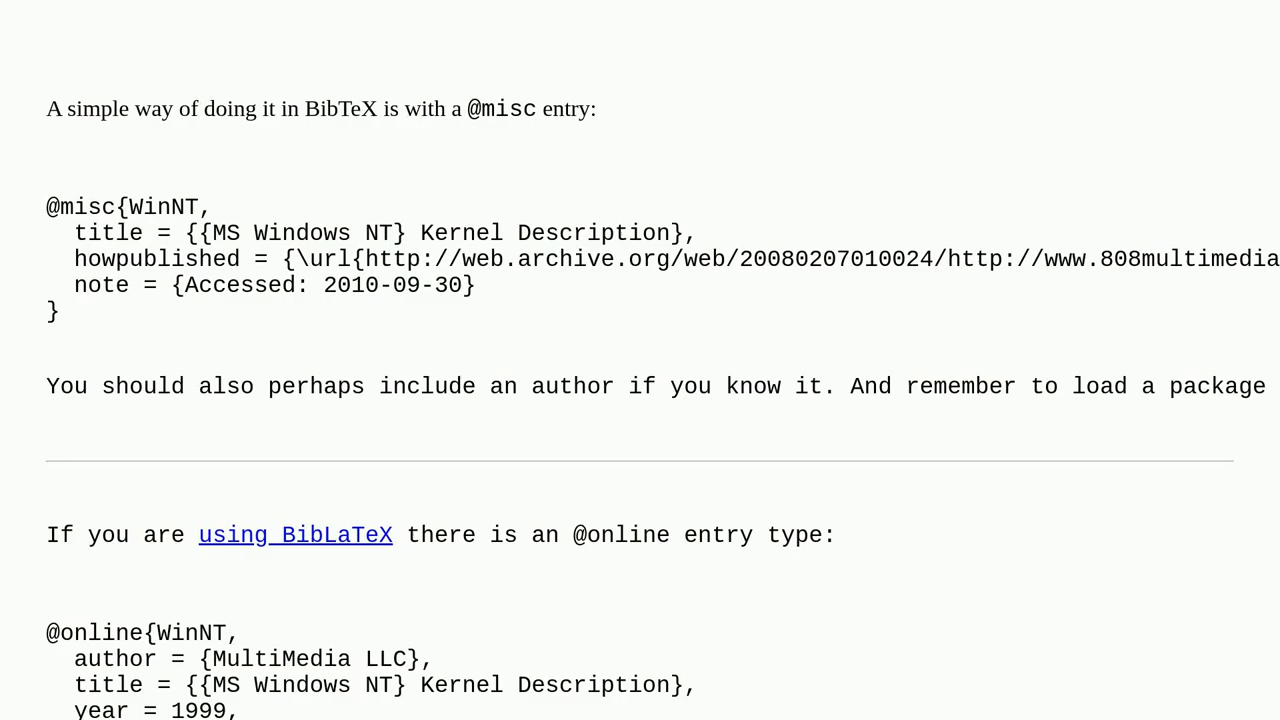 A simple way of doing it in BibTeX is with a @misc entry:
@misc{WinNT,
  title = {{MS Windows NT} Kernel Description},
  howpublished = {\url{http://web.archive.org/web/20080207010024/http://www.808multimedia
  note = {Accessed: 2010-09-30}
}
You should also perhaps include an author if you know it. And remember to load a package
If you are using BibLaTeX there is an @online entry type:
@online{WinNT,
  author = {MultiMedia LLC},
  title = {{MS Windows NT} Kernel Description},
  year = 1999,